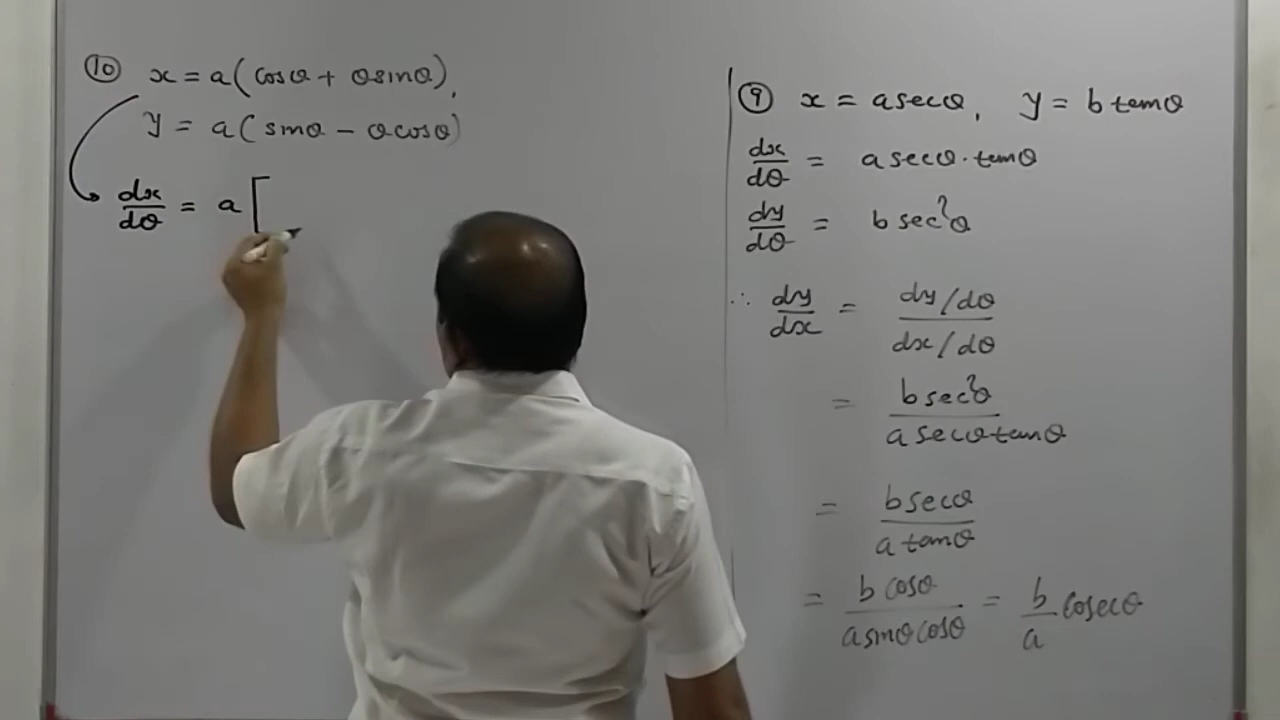 ⑩ x = a(cosθ + θsinθ),
y = a(sinθ − θcosθ)
dx/dθ = a[
⑨ x = a secθ, y = b tanθ
dx/dθ = a secθ·tanθ
dy/dθ = b sec²θ
∴ dy/dx = dy/dθ / dx/dθ
= b sec²θ / a secθ tanθ
= b secθ / a tanθ
= b cosθ / a sinθ cosθ = b/a cosecθ